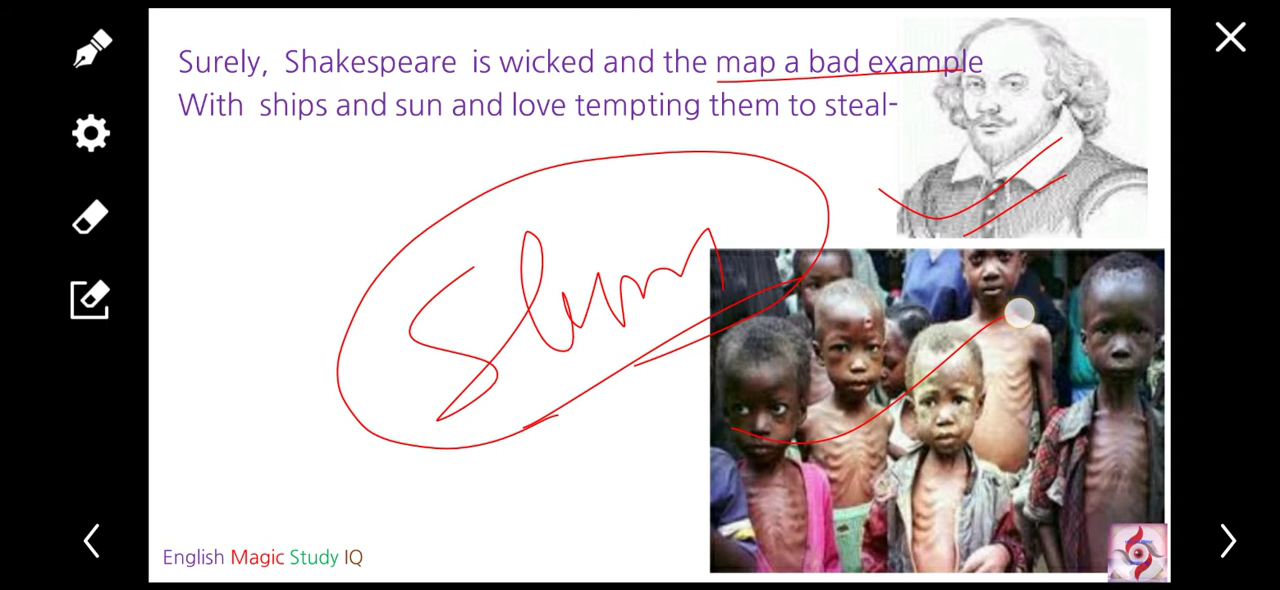 Surely, Shakespeare is wicked and the map a bad example
With ships and sun and love tempting them to steal-
Slum
English Magic Study IQ